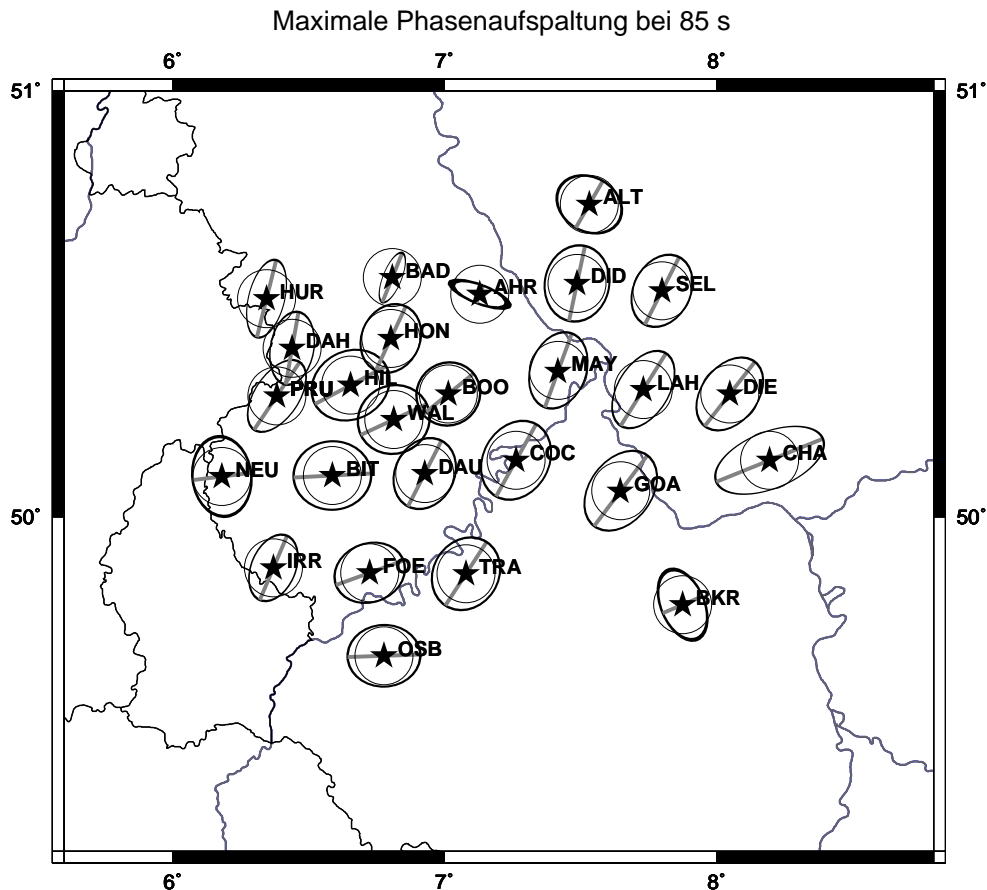 Maximale Phasenaufspaltung bei 85 s
6° 7° 8°
51° 51°
ALT
BAD
DID
AHR
SEL
HUR
HON
DAH
MAY
HIL
LAH
PRU
BOO
DIE
WAL
COC
CHA
NEU
BIT
DAU
GOA
50° 50°
IRR
FOE
TRA
BKR
OSB
6° 7° 8°